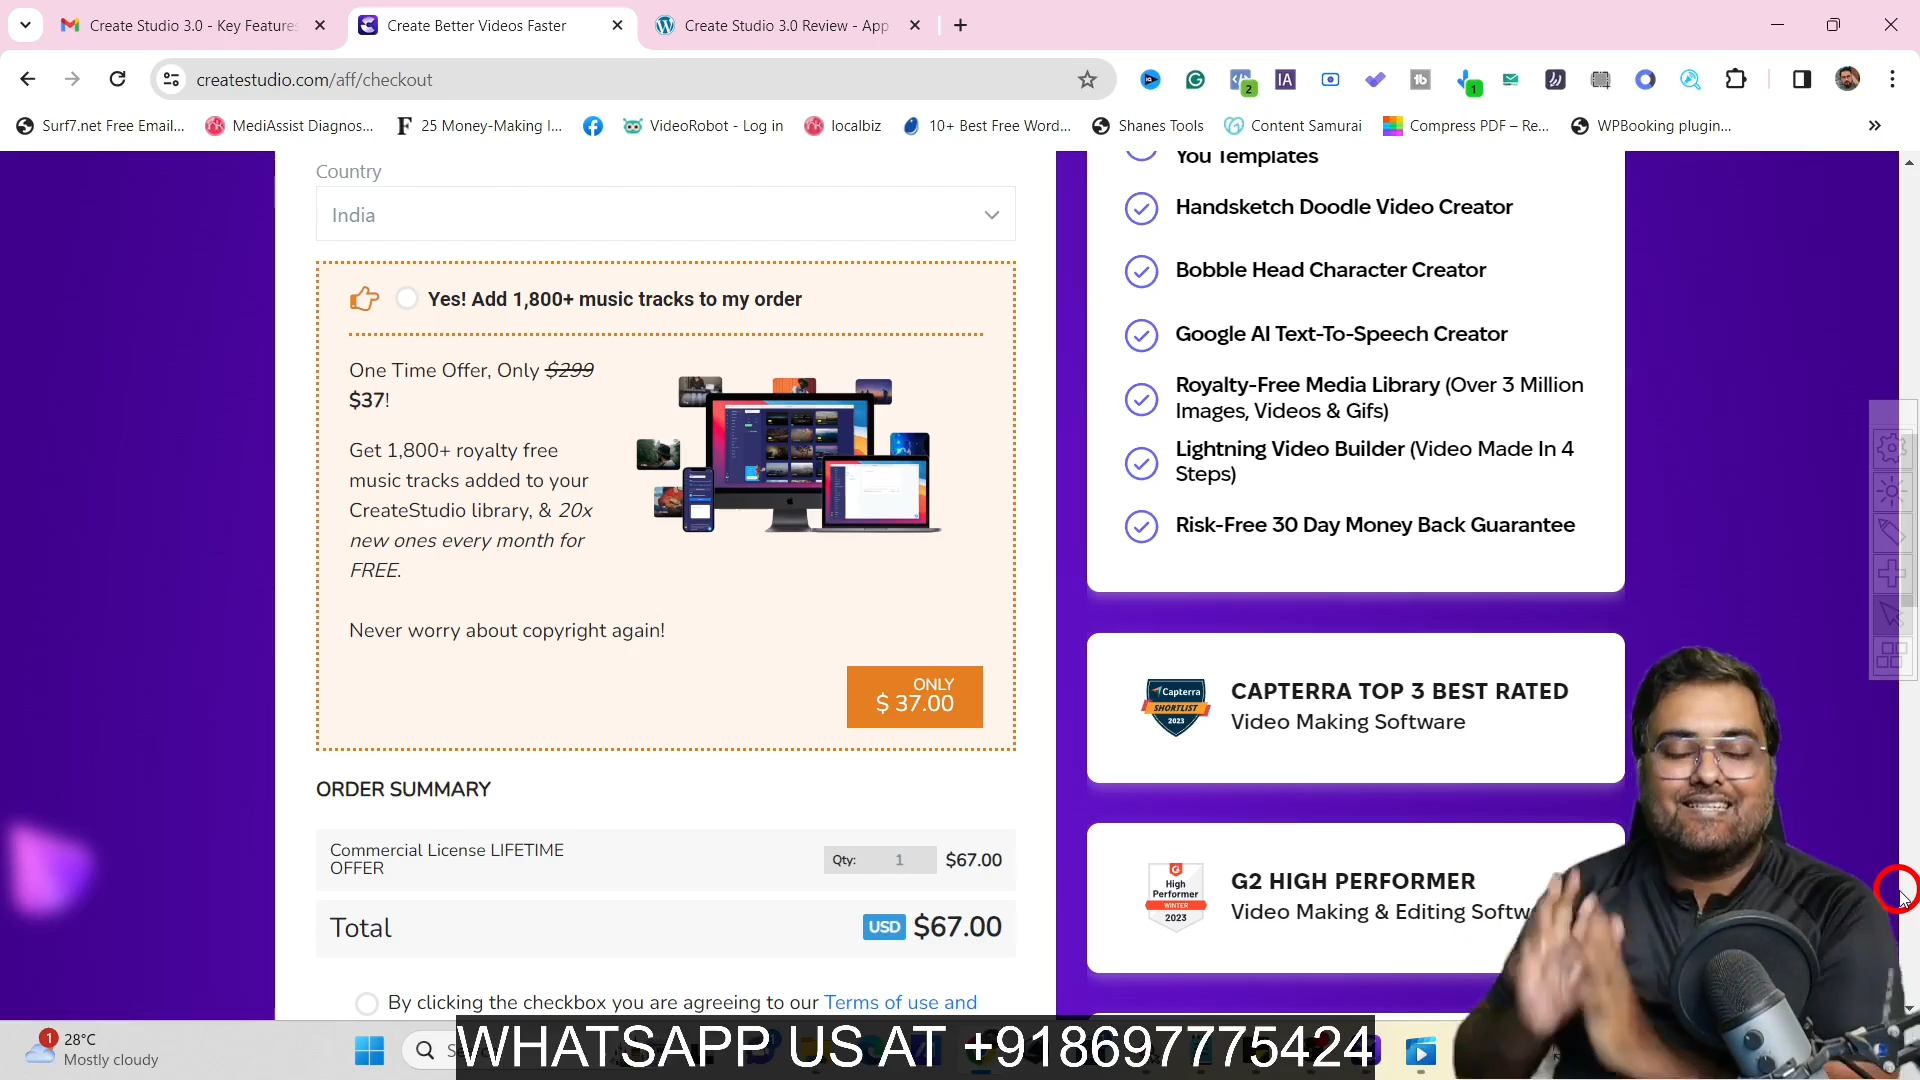 Create Studio 3.0 - Key Features
Create Better Videos Faster
Create Studio 3.0 Review - App
createstudio.com/aff/checkout
Surf7.net Free Email...
MediAssist Diagnos...
25 Money-Making I...
VideoRobot - Log in
localbiz
10+ Best Free Word...
Shanes Tools
Content Samurai
Compress PDF – Re...
WPBooking plugin...
Country
India
Yes! Add 1,800+ music tracks to my order
One Time Offer, Only $299
$37!
Get 1,800+ royalty free
music tracks added to your
CreateStudio library, & 20x
new ones every month for
FREE.
Never worry about copyright again!
ONLY
$ 37.00
ORDER SUMMARY
Commercial License LIFETIME
OFFER
Qty: 1 $67.00
Total USD $67.00
By clicking the checkbox you are agreeing to our Terms of use and
You Templates
Handsketch Doodle Video Creator
Bobble Head Character Creator
Google AI Text-To-Speech Creator
Royalty-Free Media Library (Over 3 Million
Images, Videos & Gifs)
Lightning Video Builder (Video Made In 4
Steps)
Risk-Free 30 Day Money Back Guarantee
Capterra
SHORTLIST
2023
CAPTERRA TOP 3 BEST RATED
Video Making Software
High
Performer
WINTER
2023
G2 HIGH PERFORMER
Video Making & Editing Softw
1
28°C
Mostly cloudy
WHATSAPP US AT +918697775424